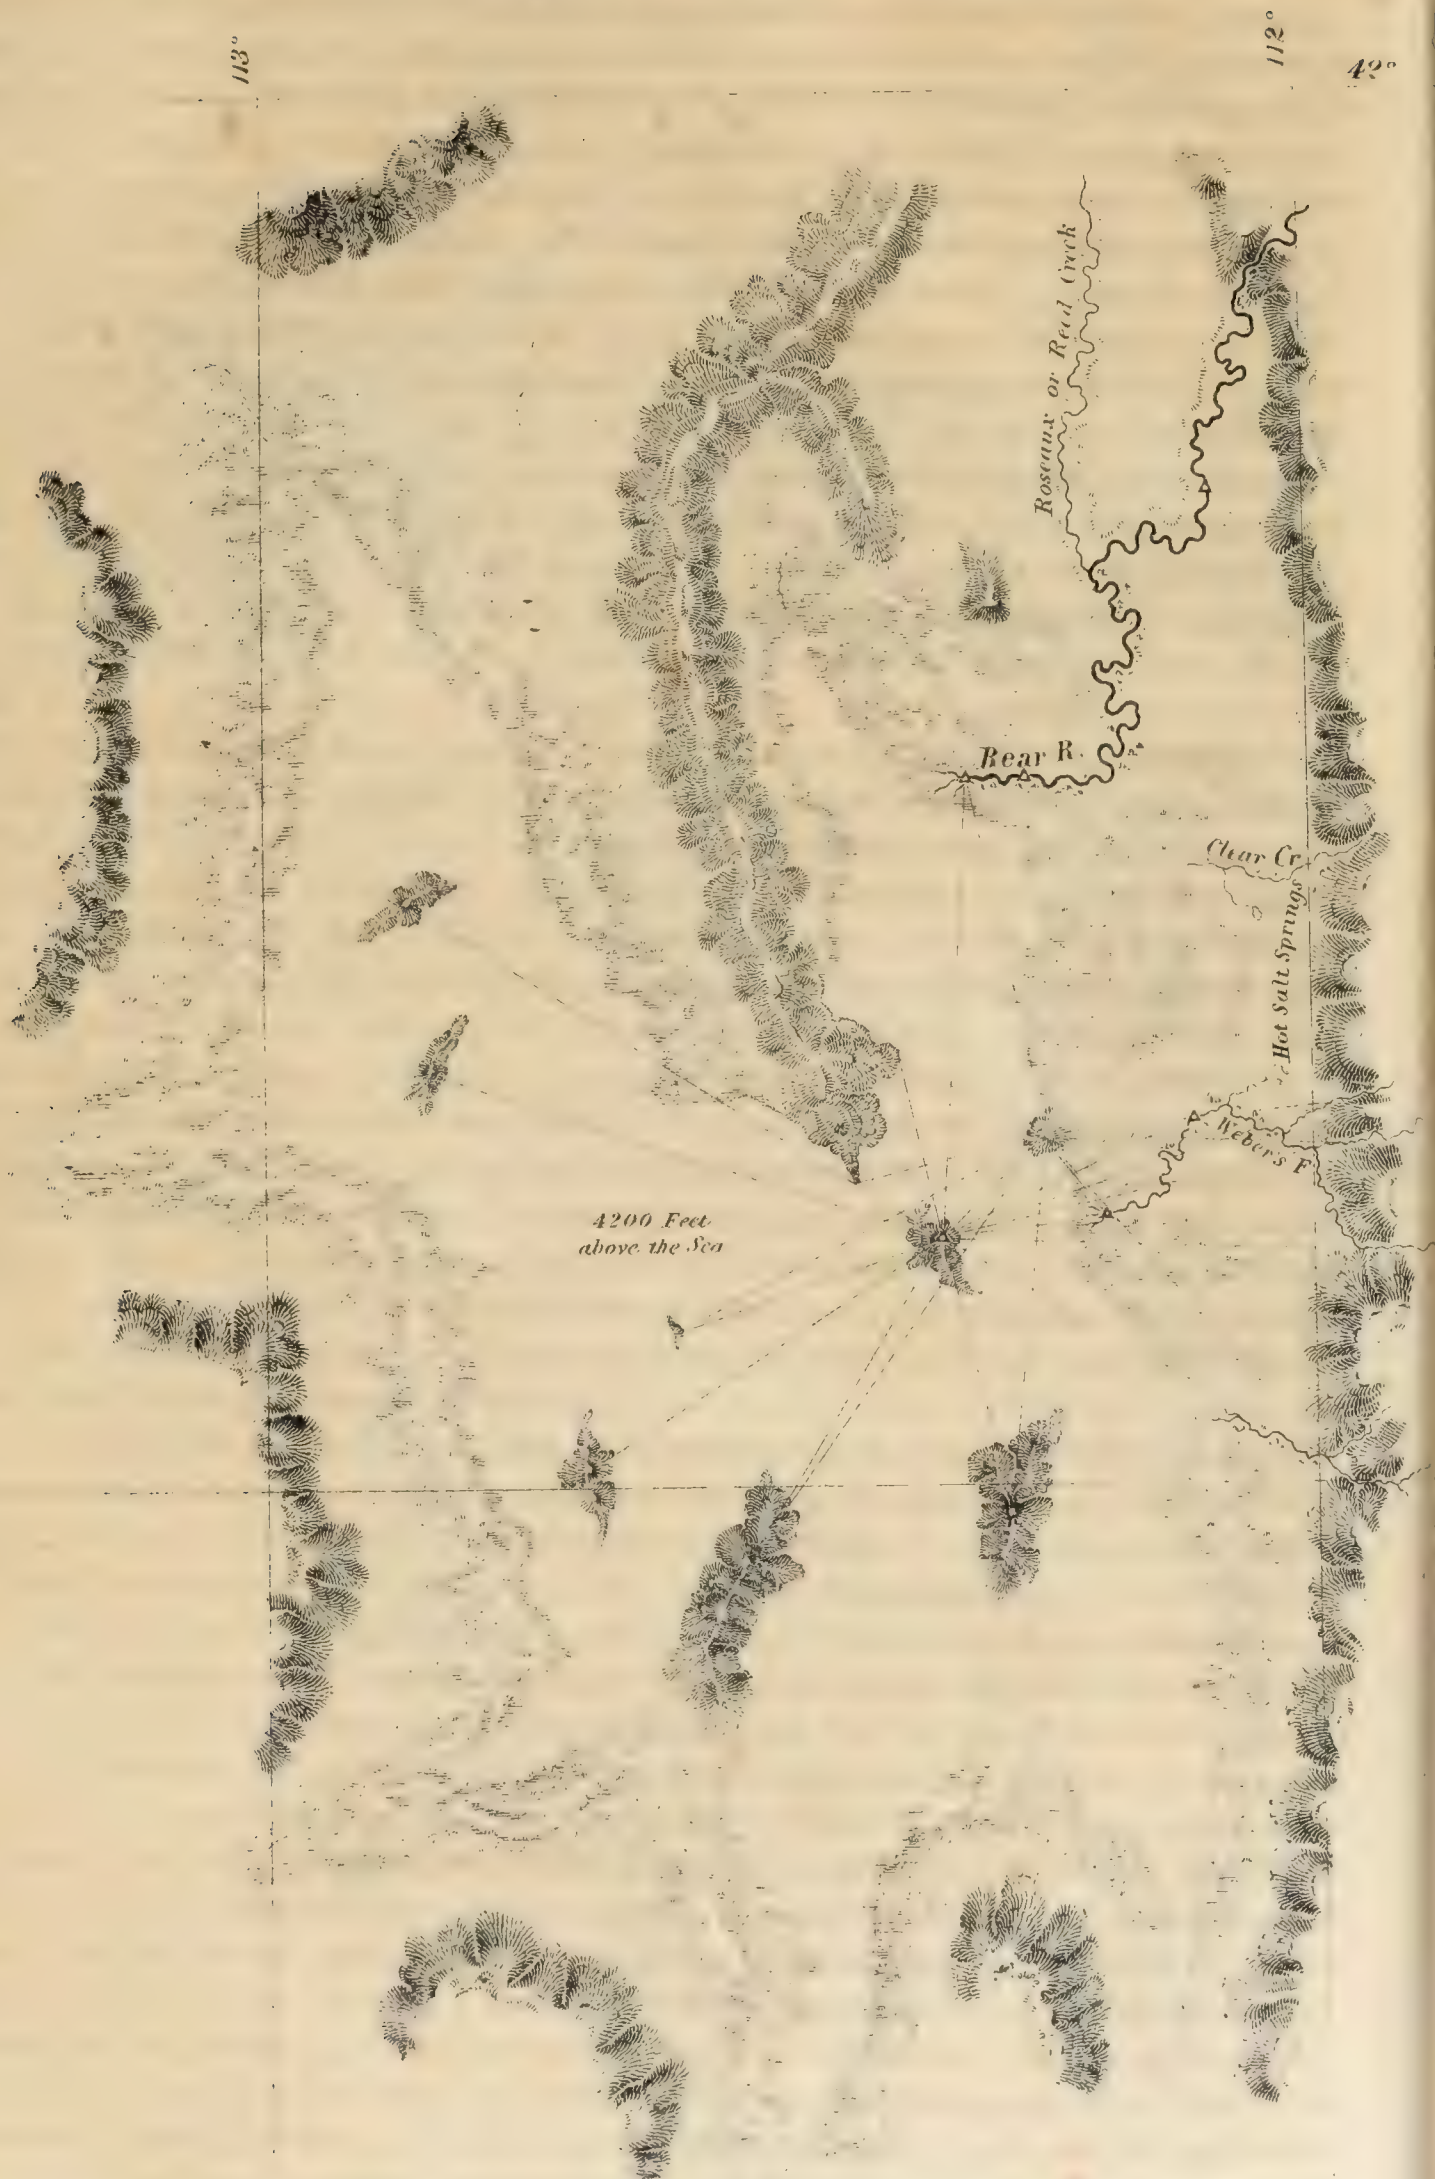 113°
112°
42°
Roseaux or Reed Creek
Bear R.
Clear Cr.
Hot Salt Springs
Weber's F.
4200 Feet
above the Sea